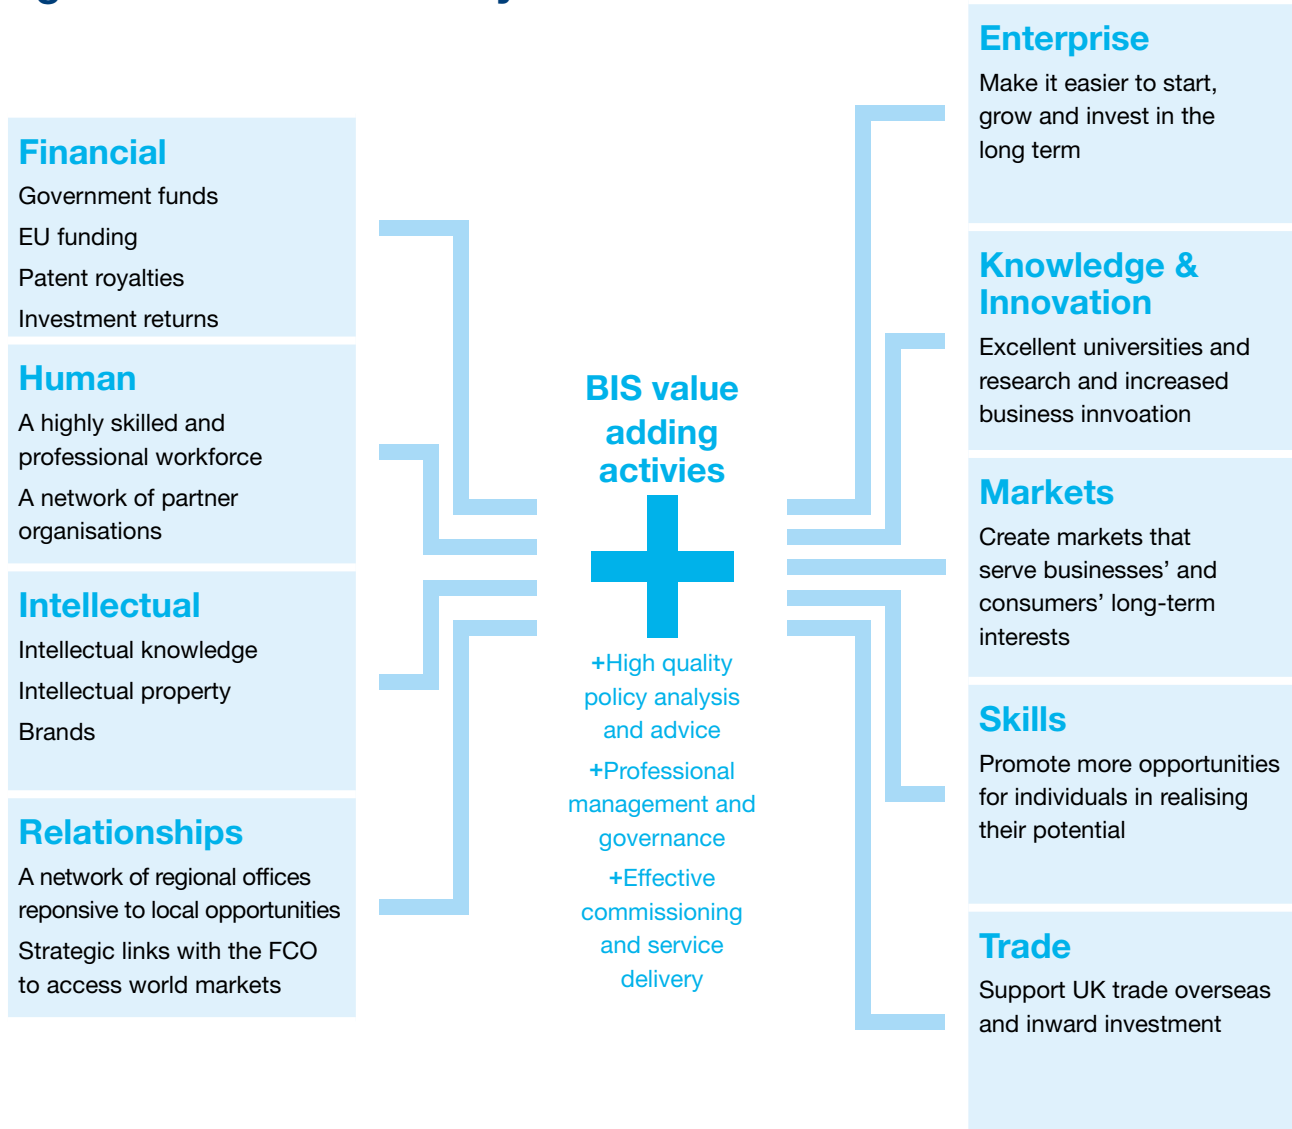 Financial
Government funds
EU funding
Patent royalties
Investment returns
Human
A highly skilled and
professional workforce
A network of partner
organisations
Intellectual
Intellectual knowledge
Intellectual property
Brands
Relationships
A network of regional offices
reponsive to local opportunities
Strategic links with the FCO
to access world markets
BIS value
adding
activies
+High quality
policy analysis
and advice
+Professional
management and
governance
+Effective
commissioning
and service
delivery
Enterprise
Make it easier to start,
grow and invest in the
long term
Knowledge &
Innovation
Excellent universities and
research and increased
business innvoation
Markets
Create markets that
serve businesses’ and
consumers’ long-term
interests
Skills
Promote more opportunities
for individuals in realising
their potential
Trade
Support UK trade overseas
and inward investment